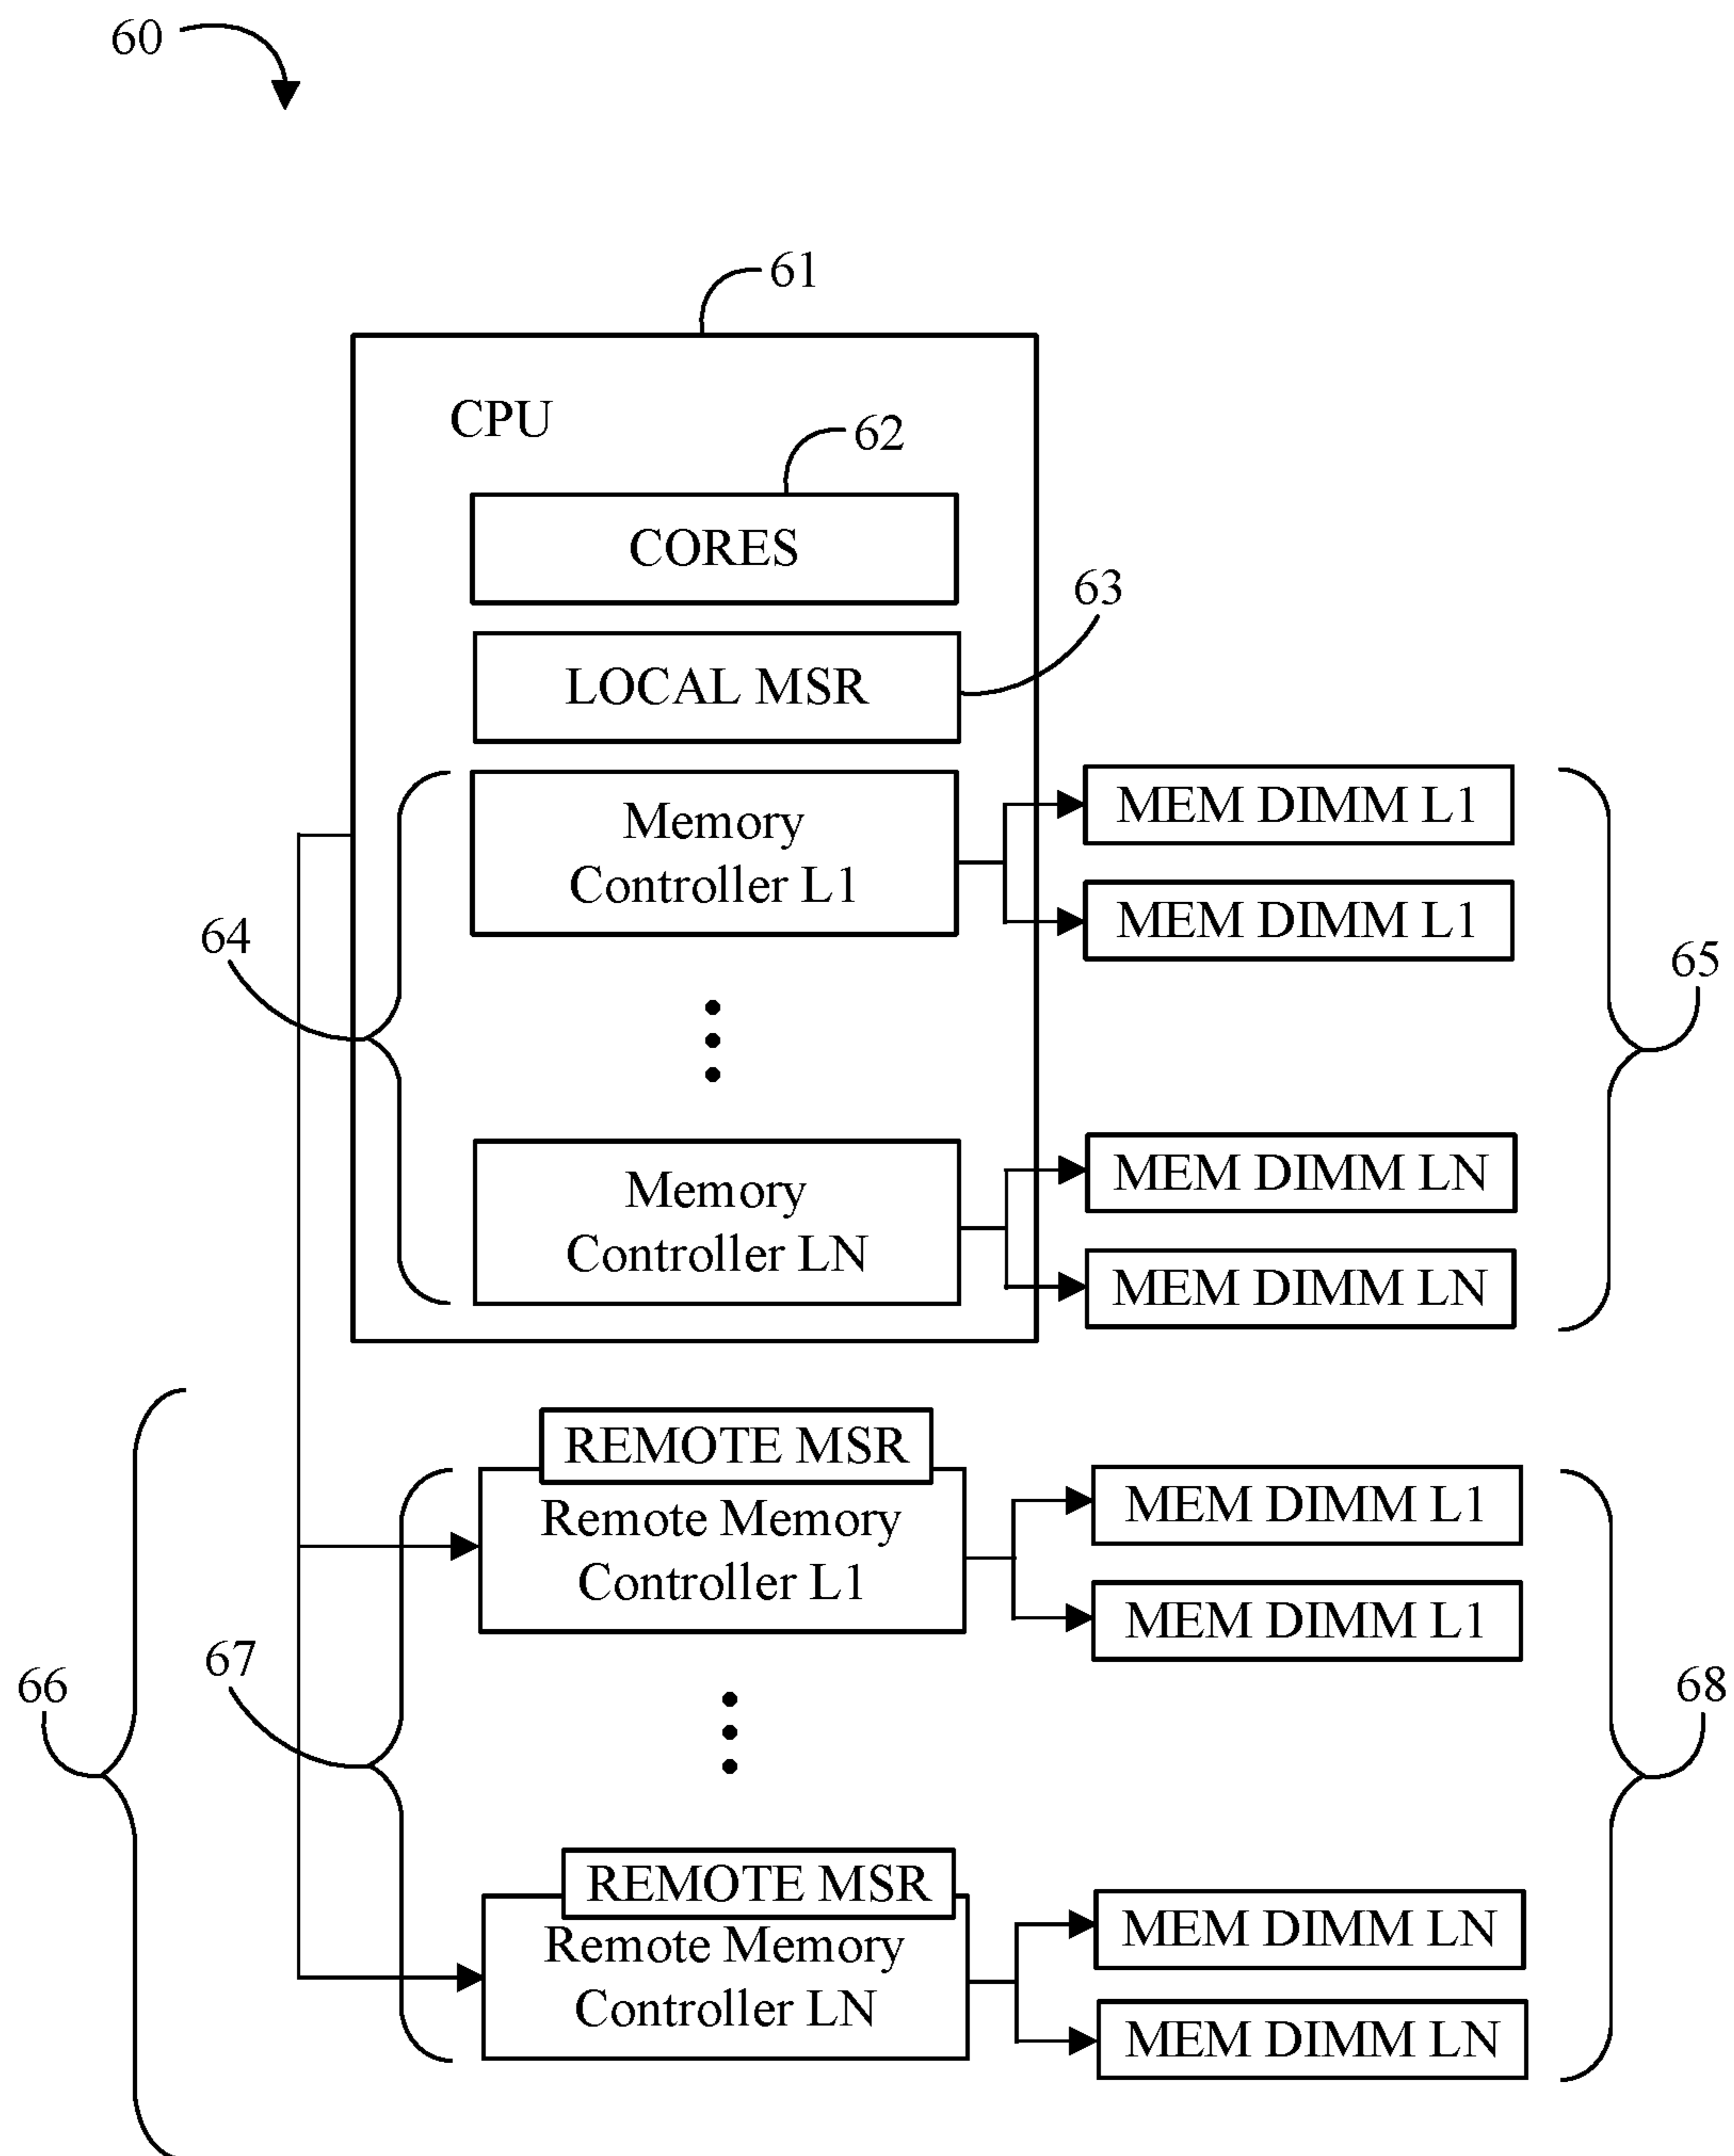 60
61
CPU
62
CORES
63
LOCAL MSR
Memory
Controller L1
MEM DIMM L1
MEM DIMM L1
64
65
Memory
Controller LN
MEM DIMM LN
MEM DIMM LN
REMOTE MSR
Remote Memory
Controller L1
MEM DIMM L1
MEM DIMM L1
66
67
68
REMOTE MSR
Remote Memory
Controller LN
MEM DIMM LN
MEM DIMM LN